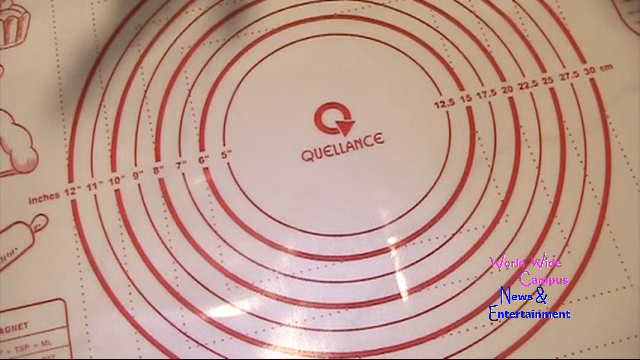 QUELLANCE
12.5 15 17.5 20 22.5 25 27.5 30 cm
inches 12" 11" 10" 9" 8" 7" 6" 5"
TSP = ML
World Wide
Campus
News &
Entertainment